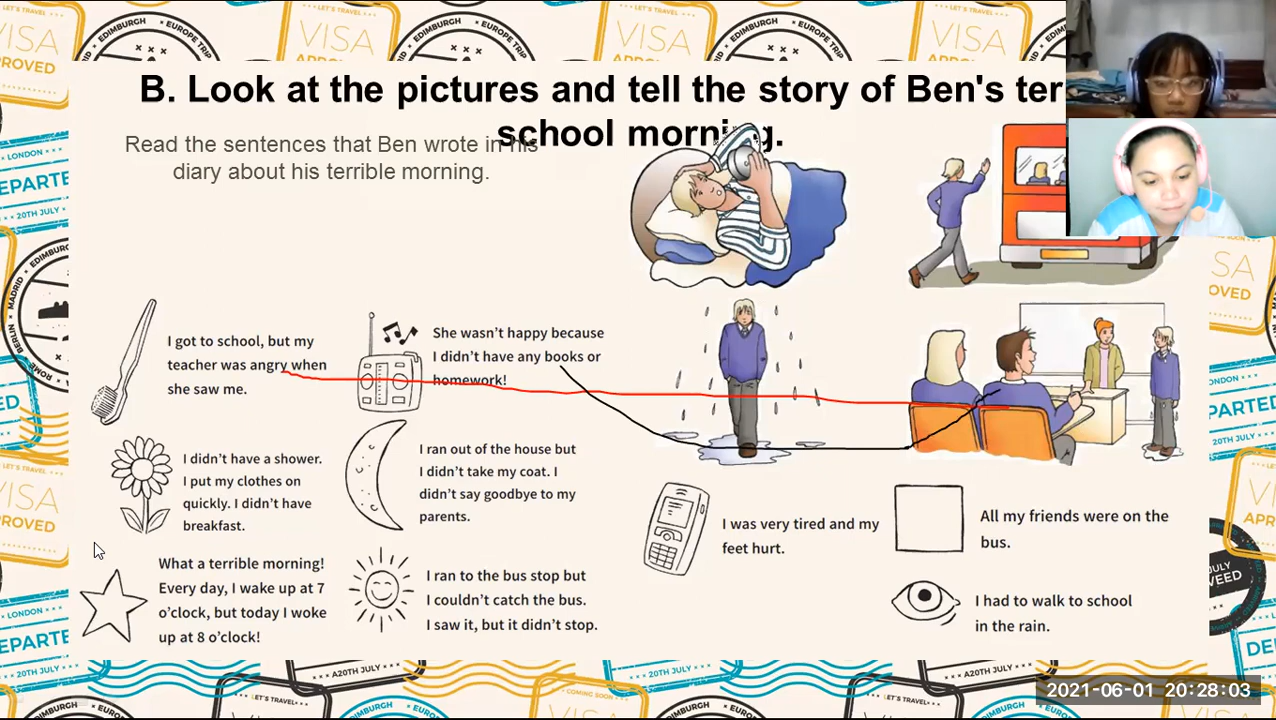 B. Look at the pictures and tell the story of Ben's ter
school morning.
Read the sentences that Ben wrote in his
diary about his terrible morning.
I got to school, but my
teacher was angry when
she saw me.
She wasn't happy because
I didn't have any books or
homework!
I didn't have a shower.
I put my clothes on
quickly. I didn't have
breakfast.
I ran out of the house but
I didn't take my coat. I
didn't say goodbye to my
parents.
What a terrible morning!
Every day, I wake up at 7
o'clock, but today I woke
up at 8 o'clock!
I ran to the bus stop but
I couldn't catch the bus.
I saw it, but it didn't stop.
I was very tired and my
feet hurt.
All my friends were on the
bus.
I had to walk to school
in the rain.
2021-06-01 20:28:03